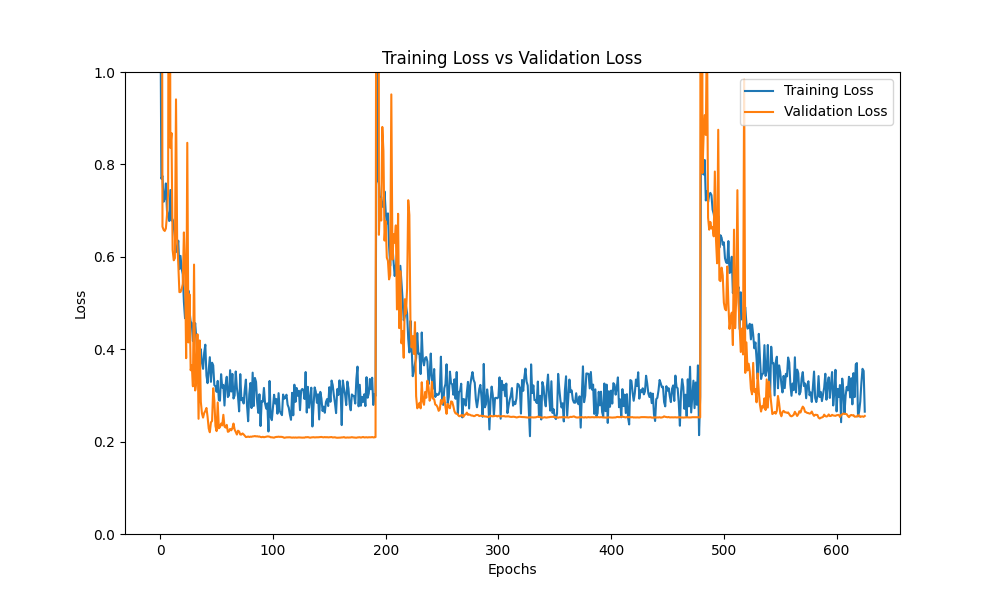 Training Loss vs Validation Loss
1.0
0.8
0.6
0.4
0.2
0.0
Loss
Training Loss
Validation Loss
0 100 200 300 400 500 600
Epochs